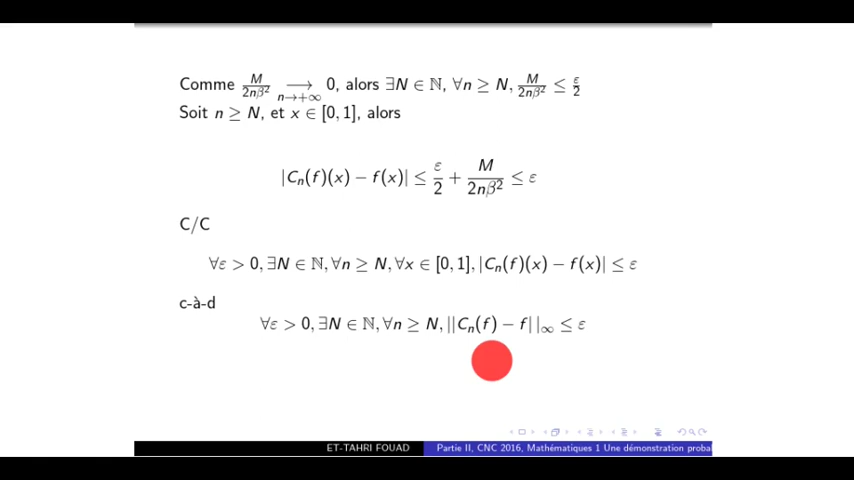 Comme M/2nβ² ⟶ 0, alors ∃N ∈ ℕ, ∀n ≥ N, M/2nβ² ≤ ε/2
n→+∞
Soit n ≥ N, et x ∈ [0, 1], alors
|Cₙ(f)(x) − f(x)| ≤ ε/2 + M/2nβ² ≤ ε
C/C
∀ε > 0, ∃N ∈ ℕ, ∀n ≥ N, ∀x ∈ [0, 1], |Cₙ(f)(x) − f(x)| ≤ ε
c-à-d
∀ε > 0, ∃N ∈ ℕ, ∀n ≥ N, ||Cₙ(f) − f||∞ ≤ ε
ET-TAHRI FOUAD Partie II, CNC 2016, Mathématiques 1 Une démonstration proba